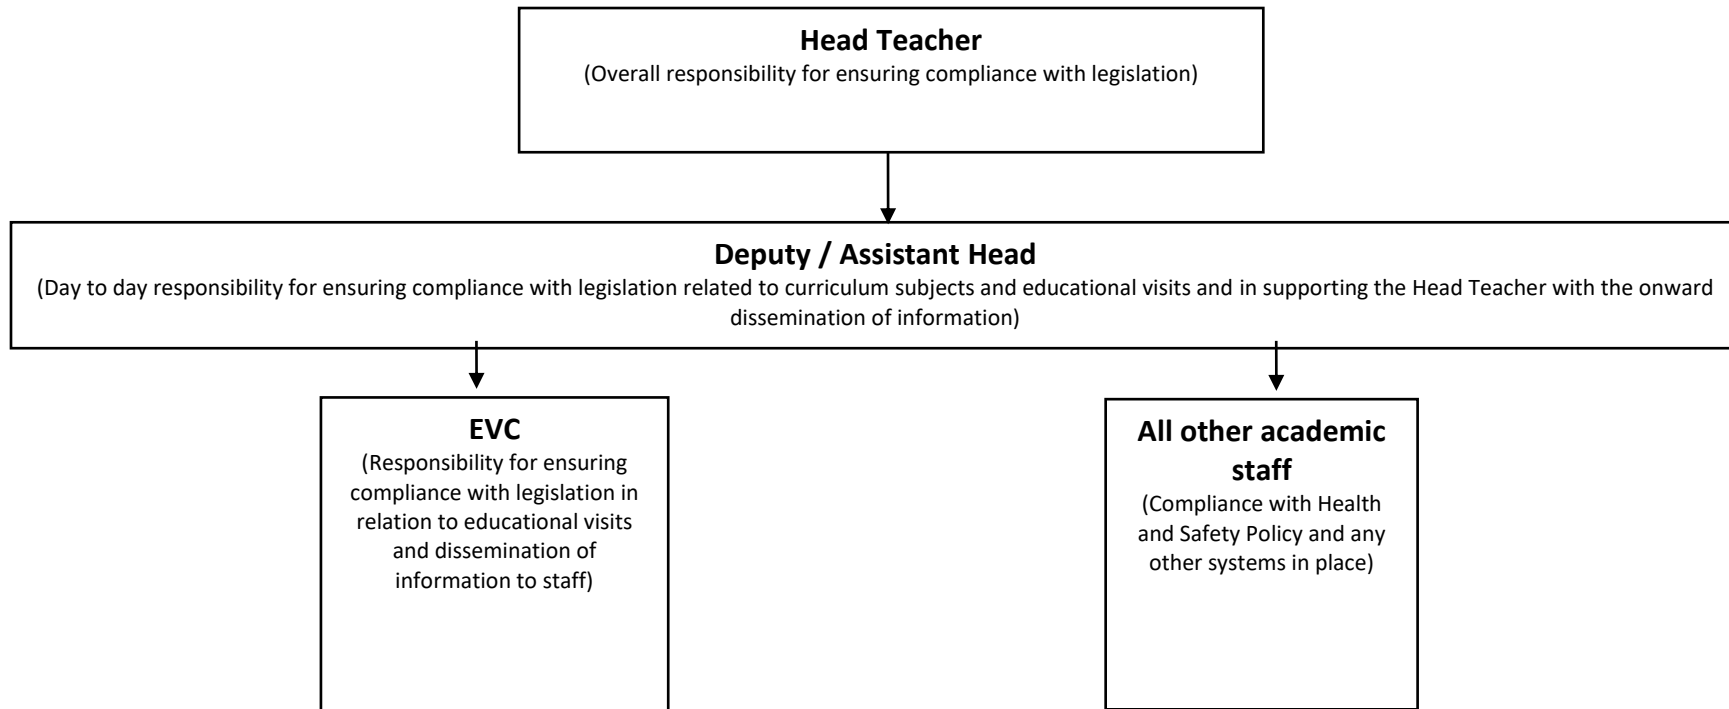 Head Teacher
(Overall responsibility for ensuring compliance with legislation)
Deputy / Assistant Head
(Day to day responsibility for ensuring compliance with legislation related to curriculum subjects and educational visits and in supporting the Head Teacher with the onward
dissemination of information)
EVC
(Responsibility for ensuring
compliance with legislation in
relation to educational visits
and dissemination of
information to staff)
All other academic
staff
(Compliance with Health
and Safety Policy and any
other systems in place)